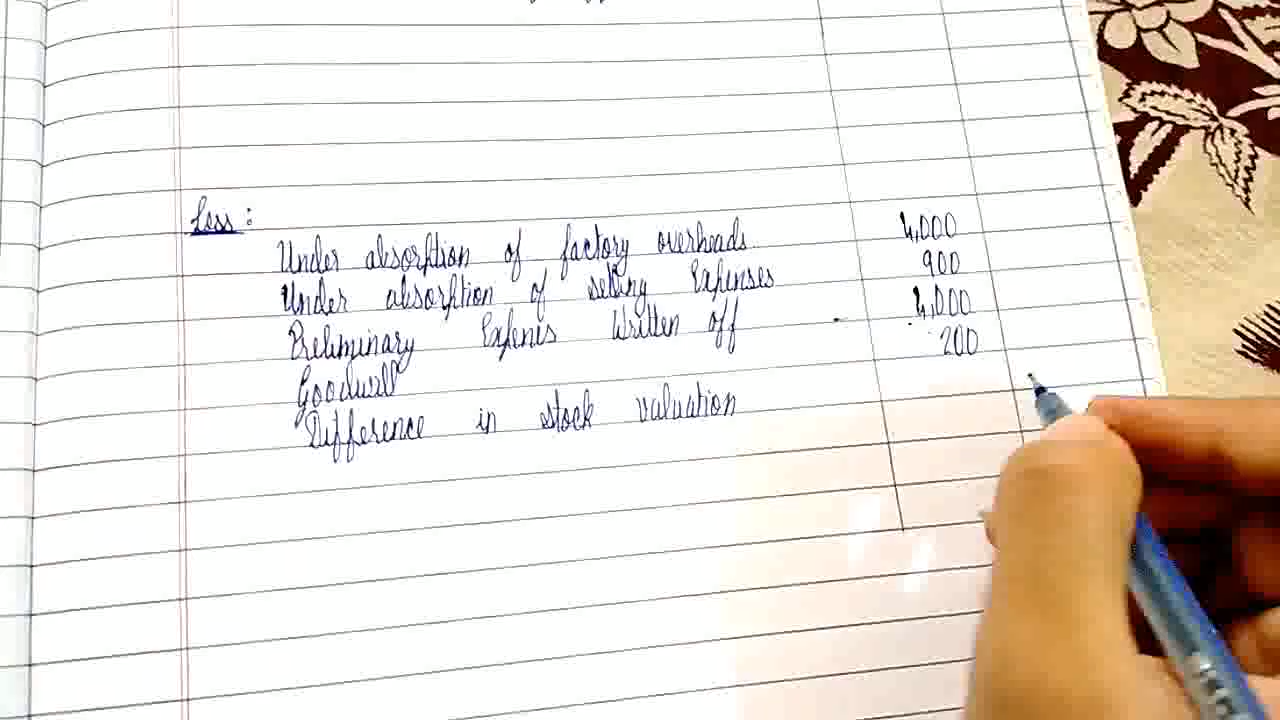 Less:
Under absorption of factory overheads 4,000
Under absorption of selling Expenses 900
Preliminary Expenis Written off 4,000
Goodwill 200
Difference in stock valuation